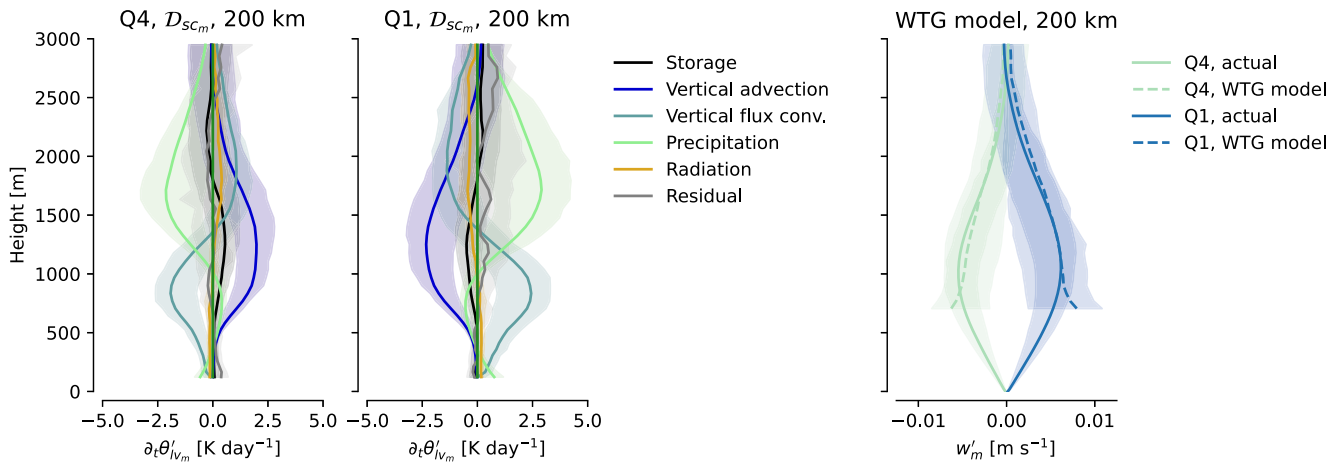 Q4, 𝒟_{SC_m}, 200 km
Q1, 𝒟_{SC_m}, 200 km
WTG model, 200 km
3000
2500
2000
1500
1000
500
0
Height [m]
−5.0 −2.5 0.0 2.5 5.0
∂_tθ′_{lv_m} [K day⁻¹]
−5.0 −2.5 0.0 2.5 5.0
∂_tθ′_{lv_m} [K day⁻¹]
Storage
Vertical advection
Vertical flux conv.
Precipitation
Radiation
Residual
−0.01 0.00 0.01
w′_m [m s⁻¹]
Q4, actual
Q4, WTG model
Q1, actual
Q1, WTG model